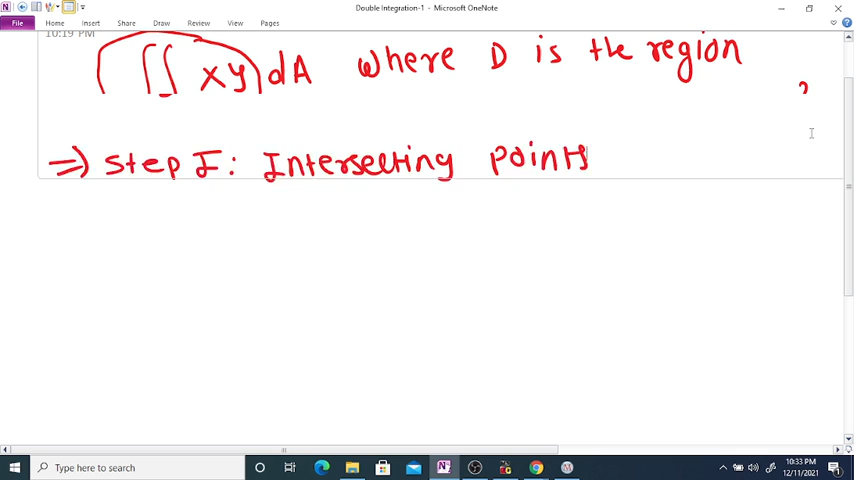 Double Integration-1 - Microsoft OneNote
File Home Insert Share Draw Review View Pages
10:19 PM
∬ xy dA where D is the region ,
⇒ Step I: Intersecting points
Type here to search
10:33 PM
12/11/2021